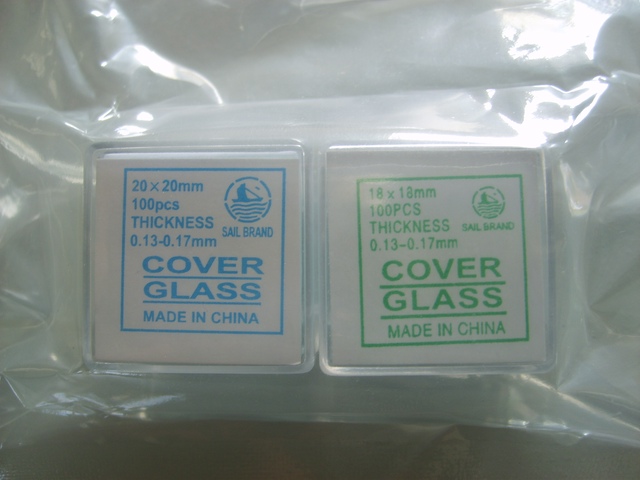 20×20mm
100pcs
THICKNESS
0.13-0.17mm
SAIL BRAND
COVER
GLASS
MADE IN CHINA
18×18mm
100PCS
THICKNESS
0.13-0.17mm
SAIL BRAND
COVER
GLASS
MADE IN CHINA